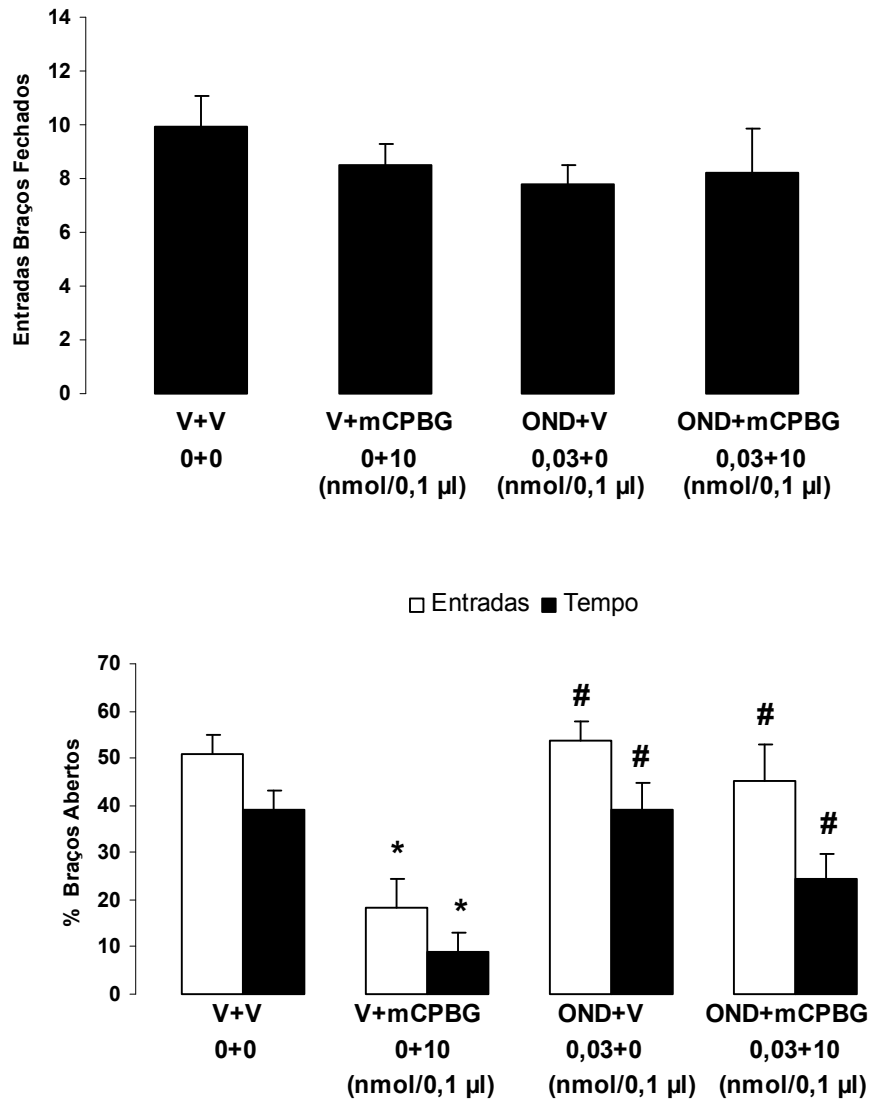 14
12
10
8
6
4
2
0
Entradas Braços Fechados
V+V V+mCPBG OND+V OND+mCPBG
0+0 0+10 0,03+0 0,03+10
(nmol/0,1 µl) (nmol/0,1 µl) (nmol/0,1 µl)
Entradas Tempo
70
60
50
40
30
20
10
0
% Braços Abertos
* * # # # #
V+V V+mCPBG OND+V OND+mCPBG
0+0 0+10 0,03+0 0,03+10
(nmol/0,1 µl) (nmol/0,1 µl) (nmol/0,1 µl)